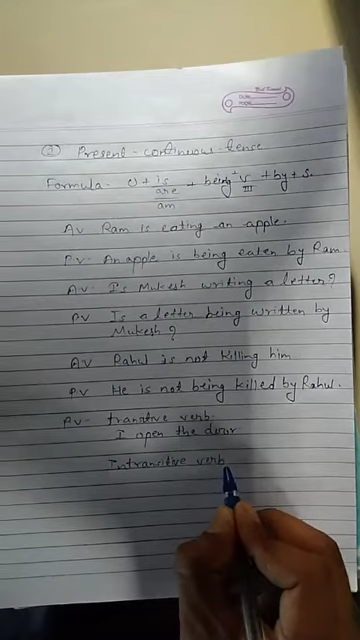 ② Present-continuous-tense
Formula- O + is + being + V + by + S.
are III
am
AV Ram is eating an apple.
PV- An apple is being eaten by Ram.
AV- Is Mukesh writing a letter?
PV Is a letter being written by
Mukesh?
AV Rahul is not killing him
PV He is not being killed by Rahul.
PV- tranitive verb-
I open the door
Intransitive verb